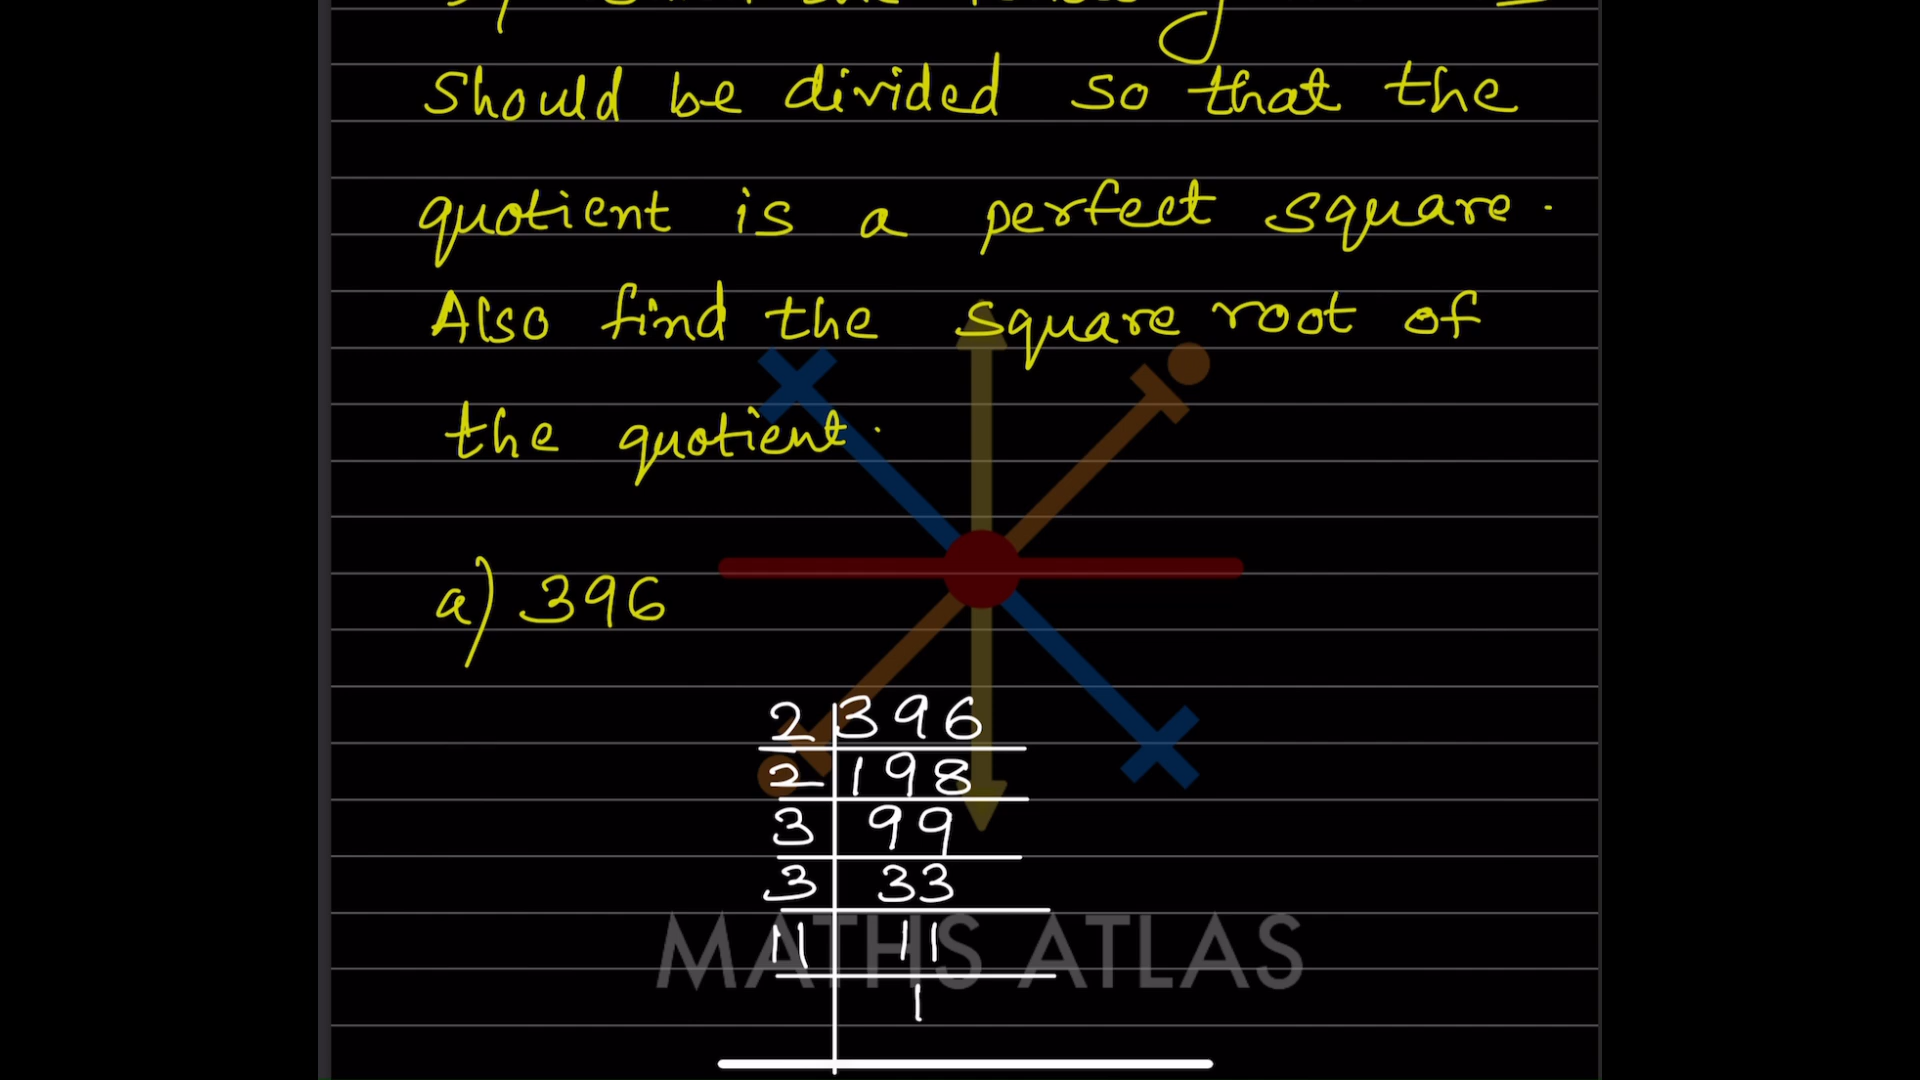 should be divided so that the
quotient is a perfect square.
Also find the square root of
the quotient.
a) 396
2 396
2 198
3 99
3 33
11 11
1
MATHS ATLAS